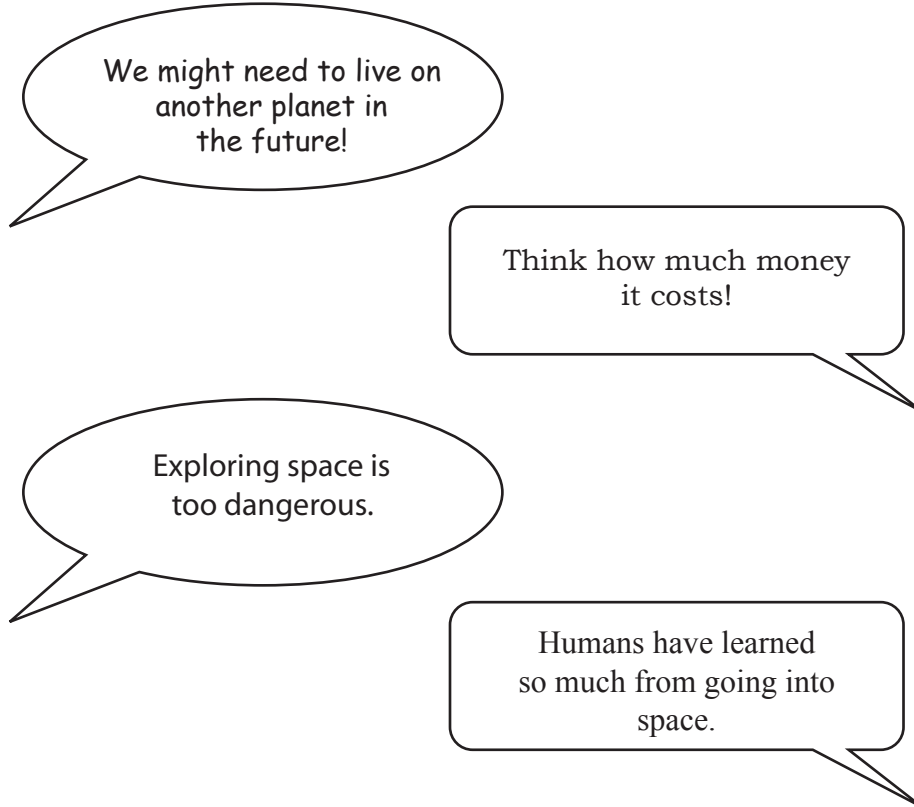 We might need to live on
another planet in
the future!
Think how much money
it costs!
Exploring space is
too dangerous.
Humans have learned
so much from going into
space.